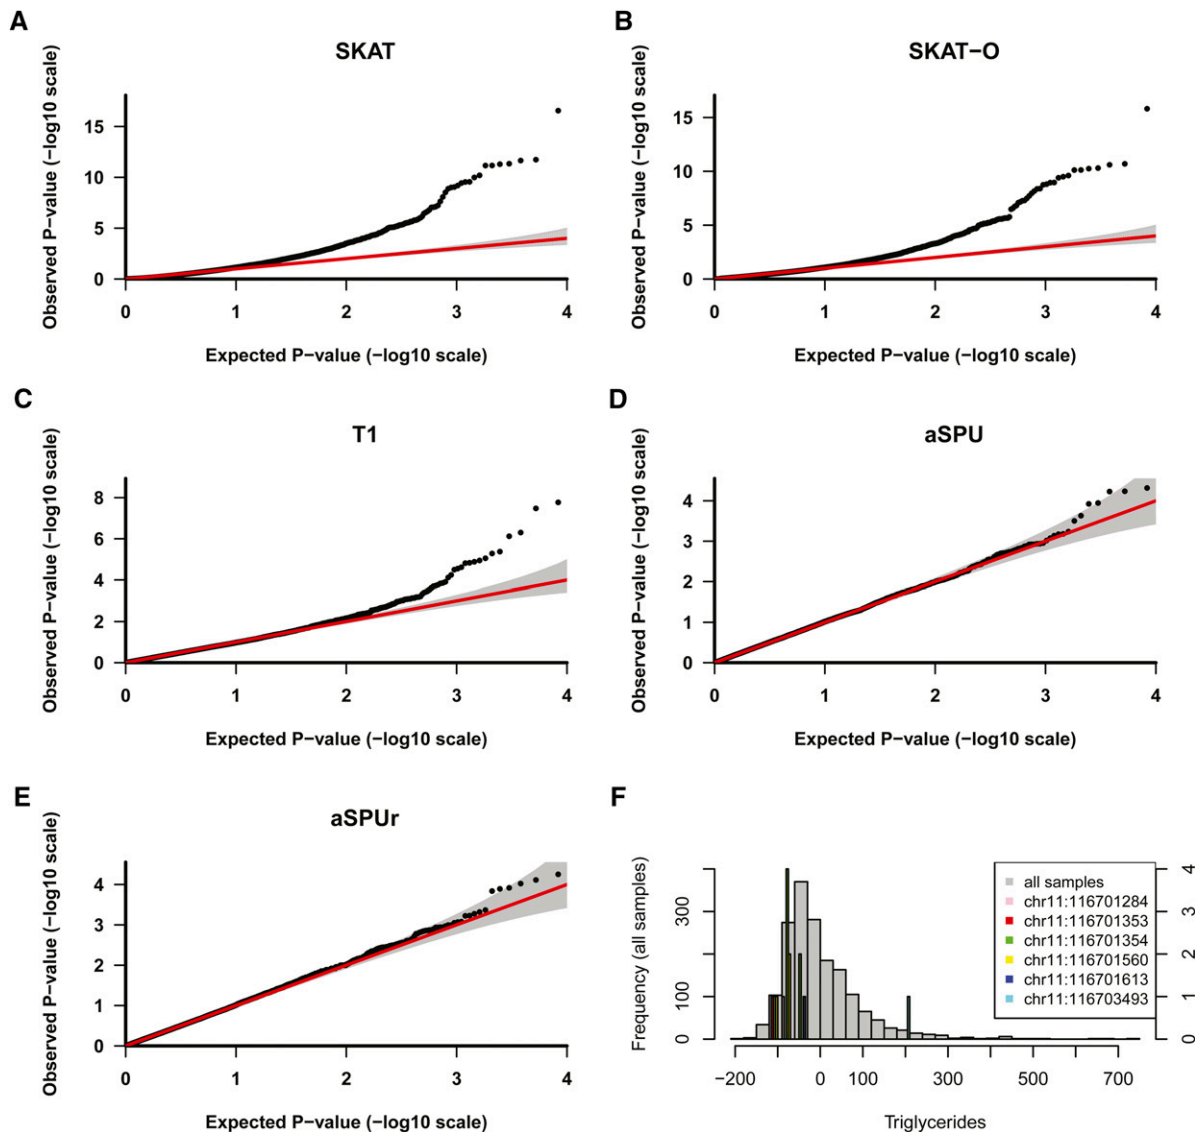 A
SKAT
Observed P−value (−log10 scale)
15
10
5
0
0 1 2 3 4
Expected P−value (−log10 scale)
B
SKAT−O
Observed P−value (−log10 scale)
15
10
5
0
0 1 2 3 4
Expected P−value (−log10 scale)
C
T1
Observed P−value (−log10 scale)
8
6
4
2
0
0 1 2 3 4
Expected P−value (−log10 scale)
D
aSPU
Observed P−value (−log10 scale)
4
3
2
1
0
0 1 2 3 4
Expected P−value (−log10 scale)
E
aSPUr
Observed P−value (−log10 scale)
4
3
2
1
0
0 1 2 3 4
Expected P−value (−log10 scale)
F
Frequency (all samples)
300
100
0
all samples
chr11:116701284
chr11:116701353
chr11:116701354
chr11:116701560
chr11:116701613
chr11:116703493
4
3
2
1
0
−200 0 100 300 500 700
Triglycerides